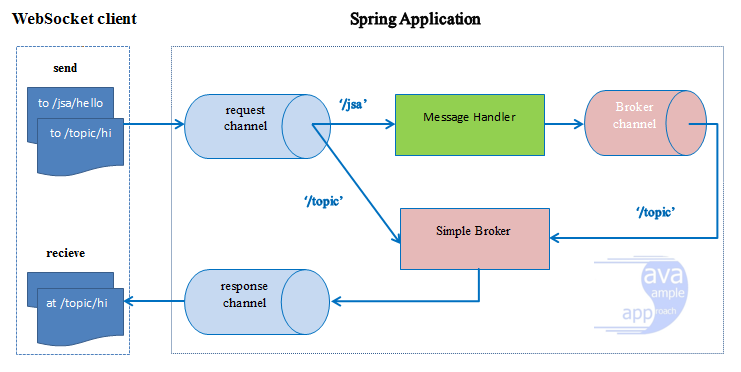 WebSocket client
Spring Application
send
to /jsa/hello
to /topic/hi
request
channel
‘/jsa’
Message Handler
Broker
channel
‘/topic’
‘/topic’
Simple Broker
recieve
at /topic/hi
response
channel
ava
ample
app
roach